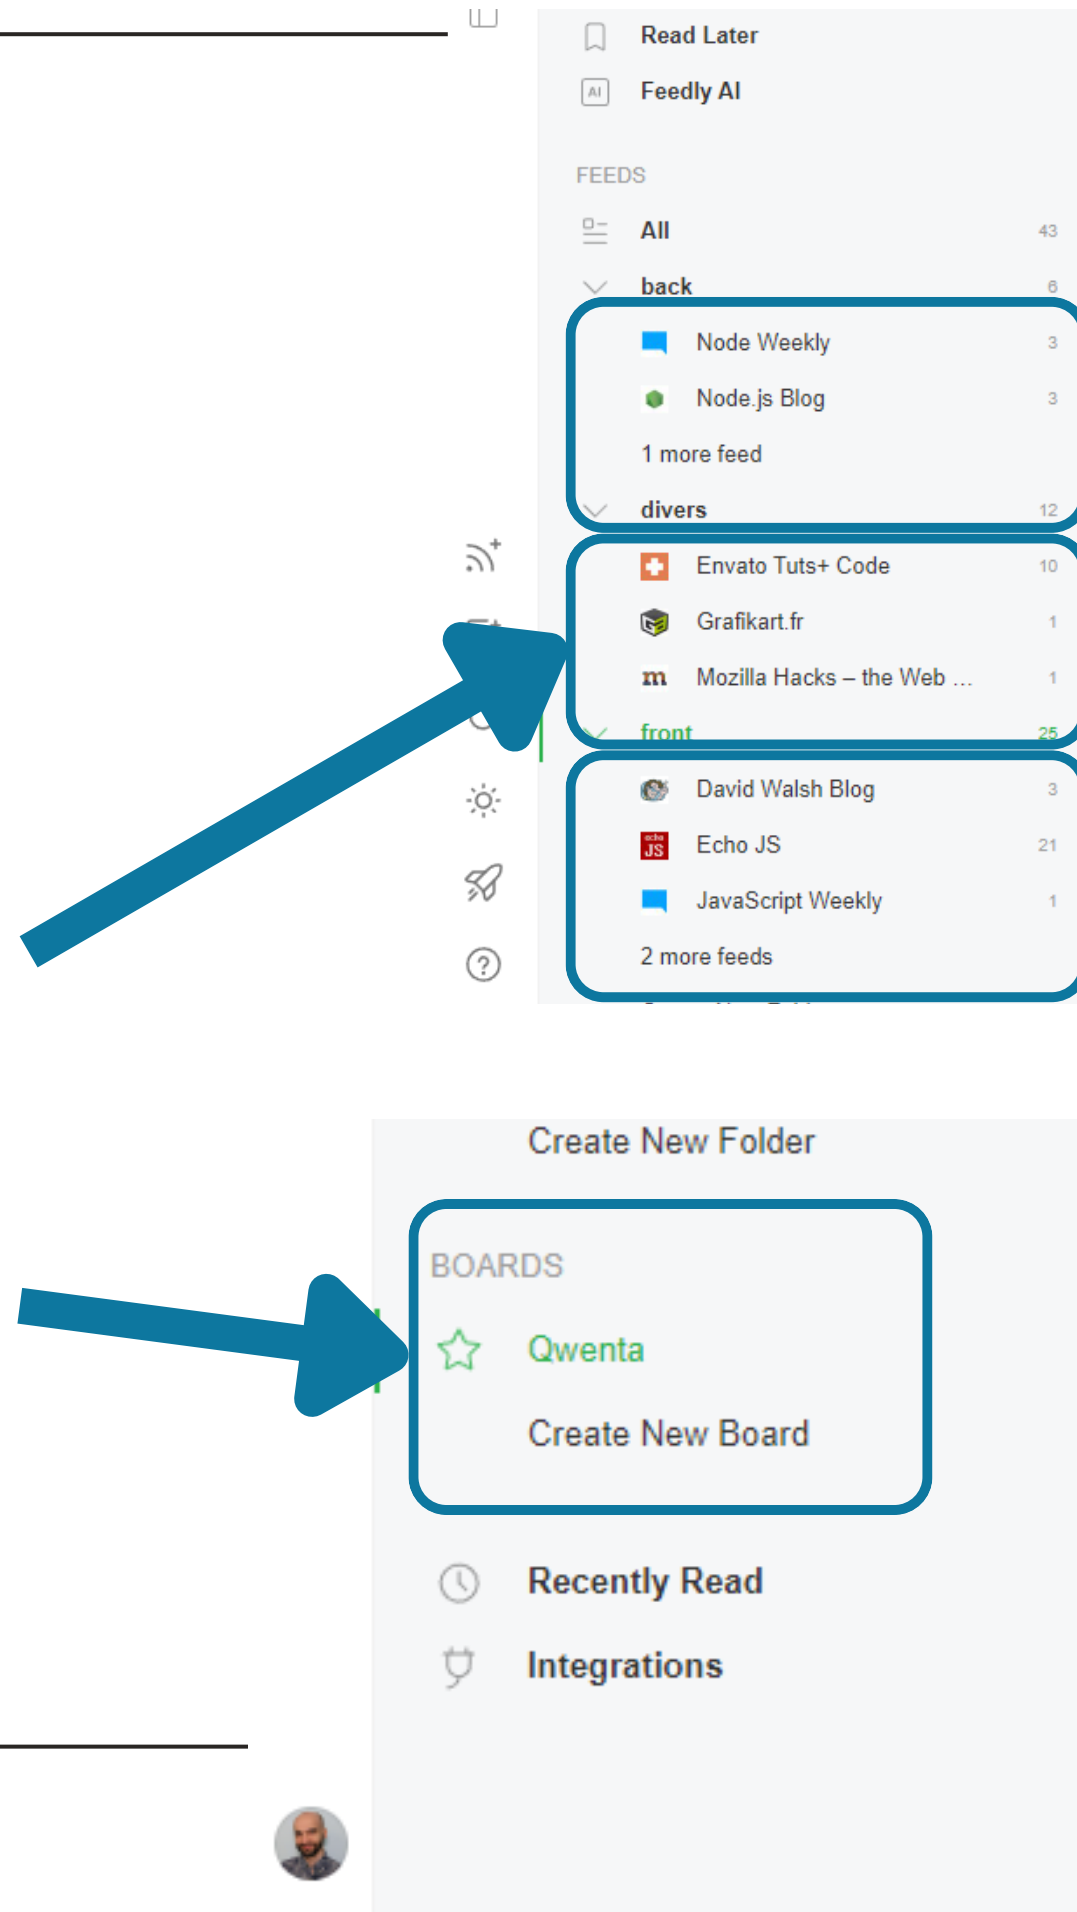 Read Later
AI Feedly AI
FEEDS
All 43
back 6
Node Weekly 3
Node.js Blog 3
1 more feed
divers 12
Envato Tuts+ Code 10
Grafikart.fr 1
m Mozilla Hacks – the Web ... 1
front 25
David Walsh Blog 3
echo JS Echo JS 21
JavaScript Weekly 1
2 more feeds
Create New Folder
BOARDS
Qwenta
Create New Board
Recently Read
Integrations